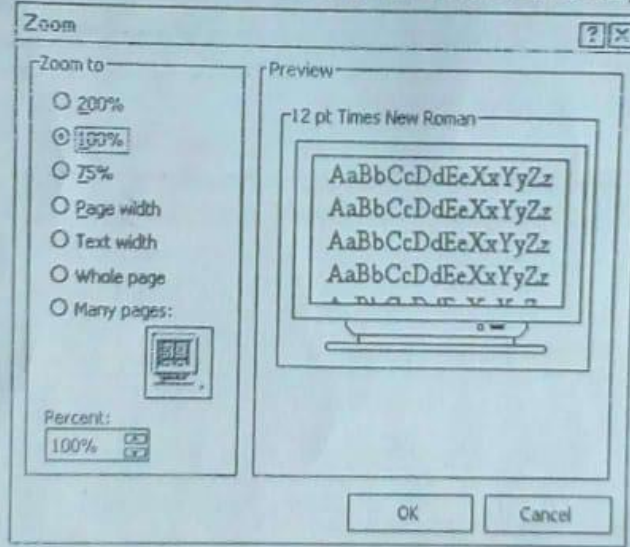 Zoom
Zoom to
200%
100%
75%
Page width
Text width
Whole page
Many pages:
Percent:
100%
Preview
12 pt Times New Roman
AaBbCcDdEeXxYyZz
AaBbCcDdEeXxYyZz
AaBbCcDdEeXxYyZz
AaBbCcDdEeXxYyZz
OK
Cancel